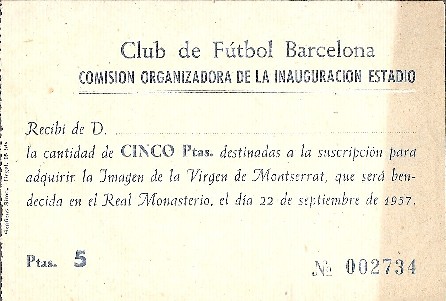 Club de Fútbol Barcelona
COMISION ORGANIZADORA DE LA INAUGURACION ESTADIO
Recibí de D.
la cantidad de CINCO Ptas. destinadas a la suscripción para
adquirir la Imagen de la Virgen de Montserrat, que será ben-
decida en el Real Monasterio, el día 22 de septiembre de 1957.
Ptas. 5
№ 002734